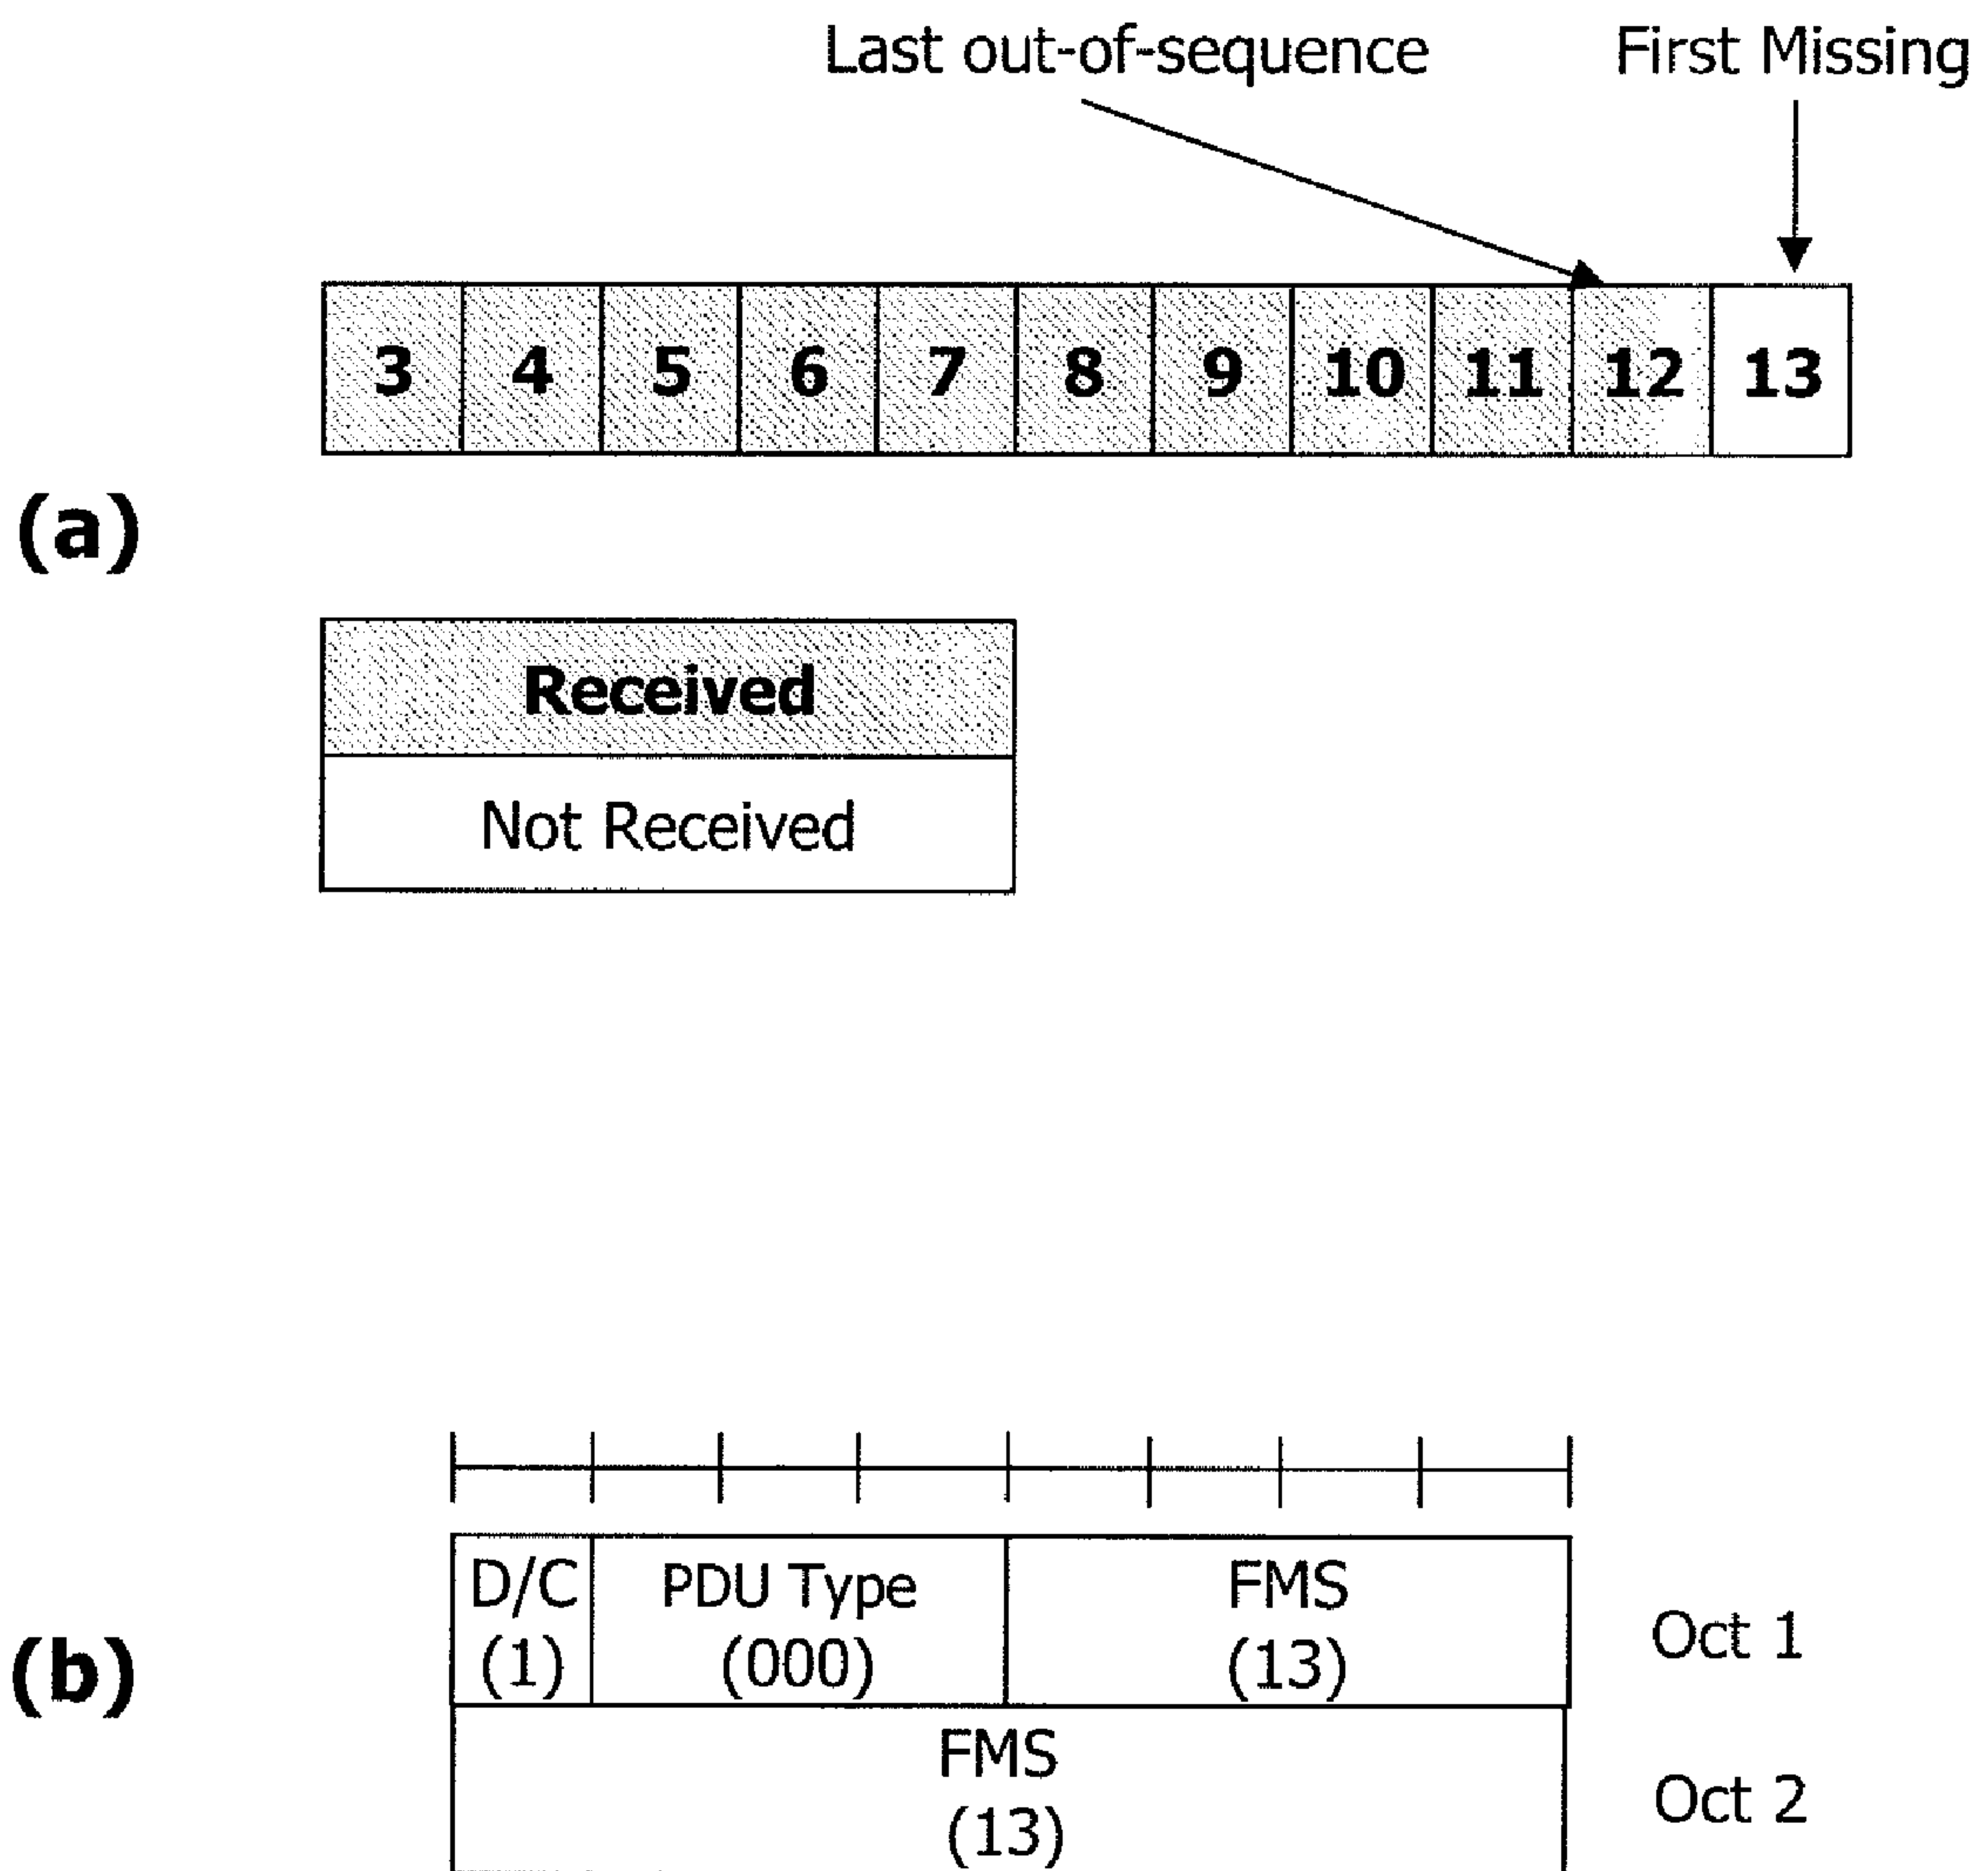 Last out-of-sequence First Missing
3 4 5 6 7 8 9 10 11 12 13
(a)
Received
Not Received
D/C PDU Type FMS
(1) (000) (13)
Oct 1
(b)
FMS
(13)
Oct 2